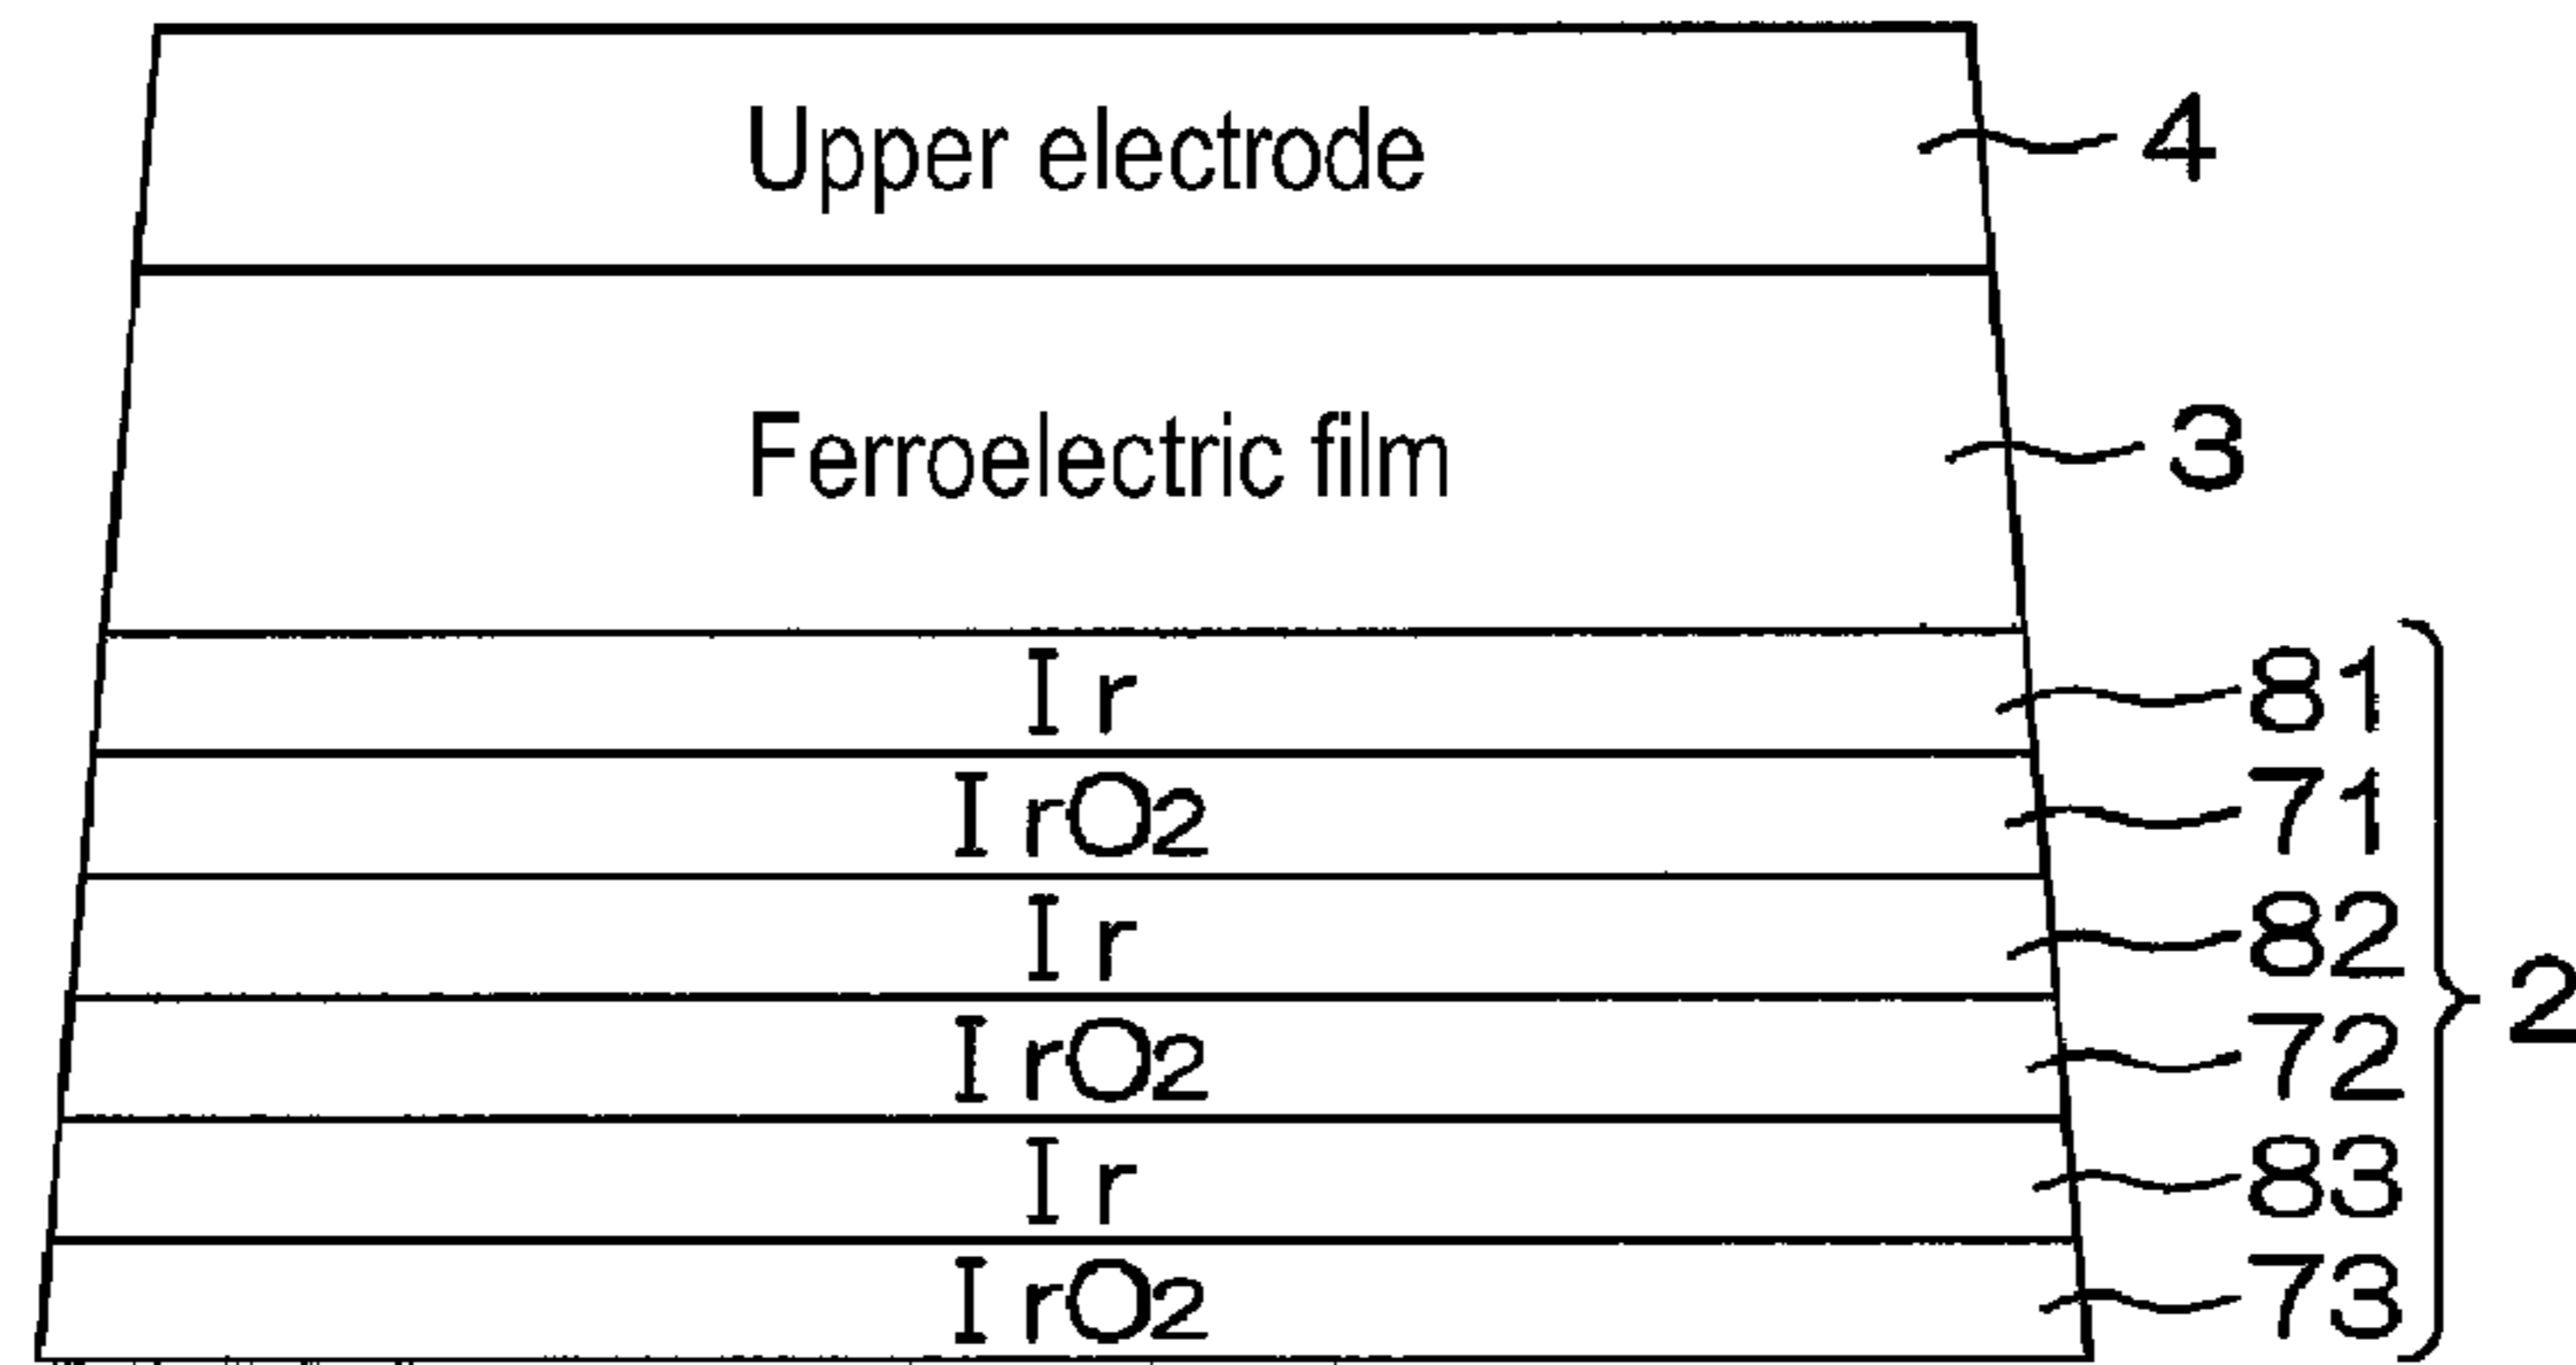 Upper electrode 4
Ferroelectric film 3
Ir 81
IrO2 71
Ir 82
IrO2 72
2
Ir 83
IrO2 73